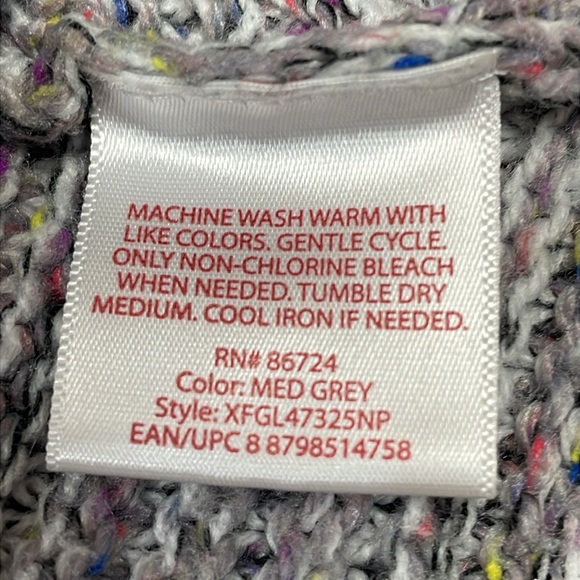 MACHINE WASH WARM WITH
LIKE COLORS. GENTLE CYCLE.
ONLY NON-CHLORINE BLEACH
WHEN NEEDED. TUMBLE DRY
MEDIUM. COOL IRON IF NEEDED.
RN# 86724
Color: MED GREY
Style: XFGL47325NP
EAN/UPC 8 8798514758